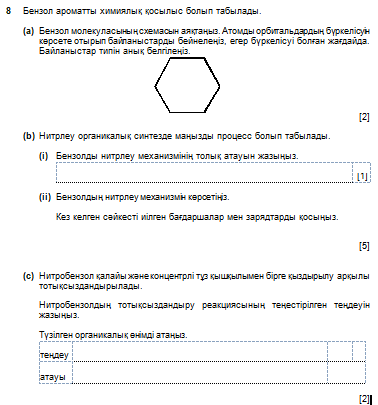 8 Бензол ароматты химиялық қосылыс болып табылады.
(a) Бензол молекуласының схемасын аяқтаңыз. Атомды орбитальдардың бүркелісуін
көрсете отырып байланыстарды бейнелеңіз, егер бүркелісуі болған жағдайда.
Байланыстар типін анық белгілеңіз.
[2]
(b) Нитрлеу органикалық синтезде маңызды процесс болып табылады.
(i) Бензолды нитрлеу механизмінің толық атауын жазыңыз.
[1]
(ii) Бензолдың нитрлеу механизмін көрсетіңіз.
Кез келген сәйкесті иілген бағдаршалар мен зарядтарды қосыңыз.
[5]
(c) Нитробензол қалайы және концентрлі тұз қышқылымен бірге қыздырылу арқылы
тотықсыздандырылады.
Нитробензолдың тотықсыздандыру реакциясының теңестірілген теңдеуін
жазыңыз.
Түзілген органикалық өнімді атаңыз.
теңдеу
атауы
[2]